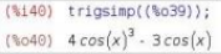 (%i40) trigsimp((%o39));
(%o40) 4 cos(x)³ - 3 cos(x)